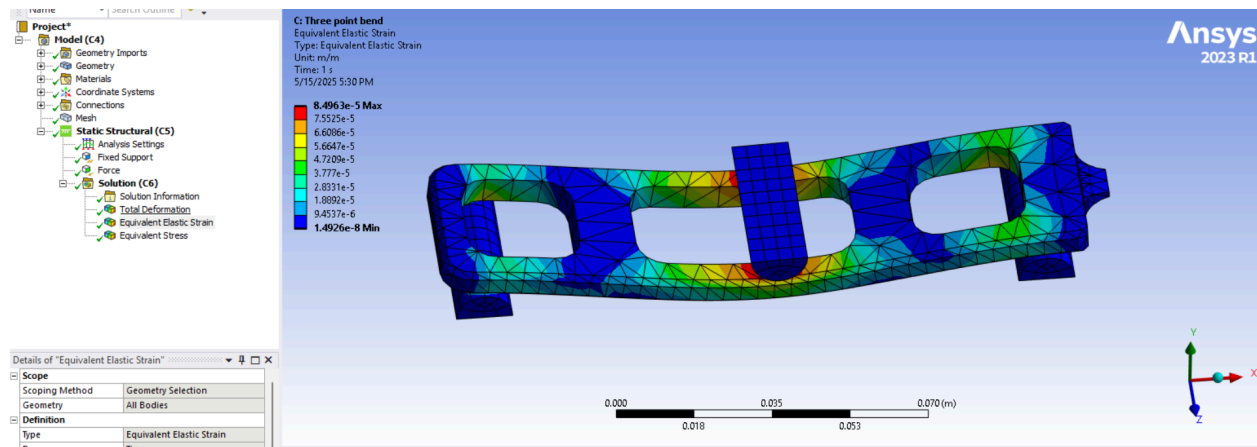 Name
Search Outline
Project*
Model (C4)
Geometry Imports
Geometry
Materials
Coordinate Systems
Connections
Mesh
Static Structural (C5)
Analysis Settings
Fixed Support
Force
Solution (C6)
Solution Information
Total Deformation
Equivalent Elastic Strain
Equivalent Stress
Details of "Equivalent Elastic Strain"
Scope
Scoping Method Geometry Selection
Geometry All Bodies
Definition
Type Equivalent Elastic Strain
C: Three point bend
Equivalent Elastic Strain
Type: Equivalent Elastic Strain
Unit: m/m
Time: 1 s
5/15/2025 5:30 PM
8.4963e-5 Max
7.5525e-5
6.6086e-5
5.6647e-5
4.7209e-5
3.777e-5
2.8331e-5
1.8892e-5
9.4537e-6
1.4926e-8 Min
Ansys
2023 R1
0.000 0.035 0.070 (m)
0.018 0.053
Y
X
Z